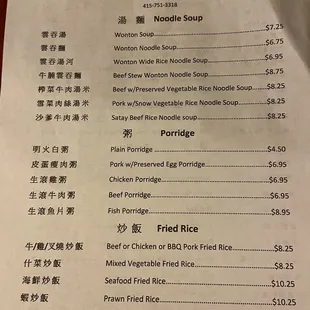 415-751-3318
湯 麵 Noodle Soup
雲吞湯 Wonton Soup $7.25
雲吞麵 Wonton Noodle Soup $6.75
雲吞湯河 Wonton Wide Rice Noodle Soup $6.95
牛腩雲吞麵 Beef Stew Wonton Noodle Soup $8.75
榨菜牛肉湯米 Beef w/Preserved Vegetable Rice Noodle Soup $8.25
雪菜肉絲湯米 Pork w/Snow Vegetable Rice Noodle Soup $8.25
沙爹牛肉湯米 Satay Beef Rice Noodle soup $8.25
粥 Porridge
明火白粥 Plain Porridge $4.50
皮蛋瘦肉粥 Pork w/Preserved Egg Porridge $6.95
生滾雞粥 Chicken Porridge $6.95
生滾牛肉粥 Beef Porridge $6.95
生滾魚片粥 Fish Porridge $8.95
炒 飯 Fried Rice
牛/雞/叉燒炒飯 Beef or Chicken or BBQ Pork Fried Rice $8.25
什菜炒飯 Mixed Vegetable Fried Rice $8.25
海鮮炒飯 Seafood Fried Rice $10.25
蝦炒飯 Prawn Fried Rice $10.25